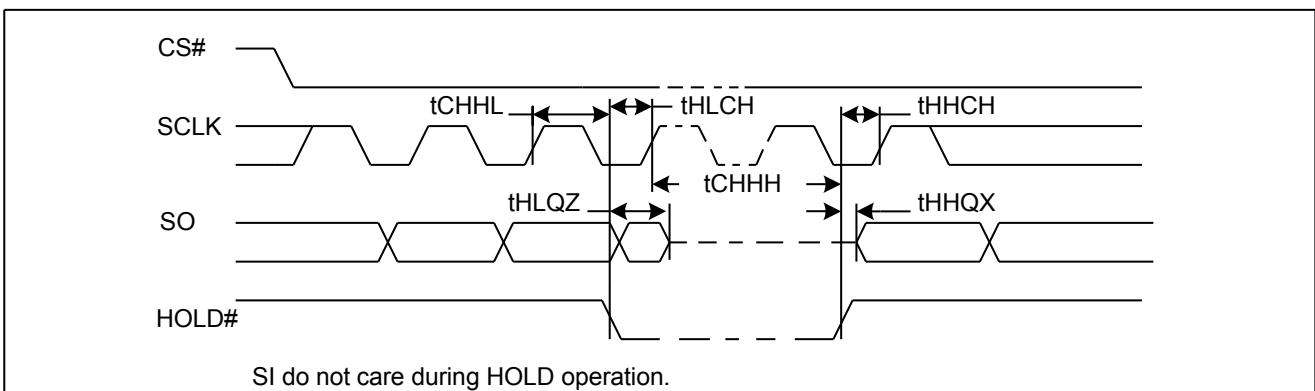 CS#
tCHHL
tHLCH
tHHCH
SCLK
tCHHH
tHLQZ
tHHQX
SO
HOLD#
SI do not care during HOLD operation.